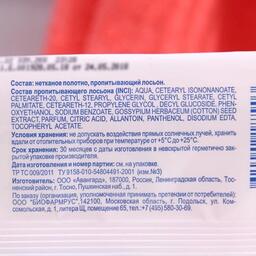 24.05.2018
Состав: нетканое полотно, пропитывающий лосьон.
Состав пропитывающего лосьона (INCI): AQUA, CETEARYL ISONONANOATE,
CETEARETH-20, CETYL STEARYL, GLYCERIN, GLYCERYL STEARATE, CETYL
PALMITATE, CETEARETH-12, PROPYLENE GLYCOL, DECYL GLUCOSIDE, PHEN-
OXYETHANOL, SODIUM BENZOATE, GOSSYPIUM HERBACEUM (COTTON) SEED
EXTRACT, PARFUM, CITRIC ACID, ALLANTOIN, PANTHENOL, DISODIUM EDTA,
TOCOPHERYL ACETATE.
Условия хранения: не допускать воздействия прямых солнечных лучей, хранить
вдали от отопительных приборов при температуре от +5°С до +25°С.
Срок хранения: 30 месяцев с даты изготовления в невскрытой герметично закры-
той упаковке производителя.
Дата изготовления и номер партии: см. на упаковке.
ТР ТС 009/2011 ТУ 9158-010-54804491-2001 (изм.№3)
Изготовитель: ООО «Авангард», 187000, Россия, Ленинградская область, Тос-
ненский район, г. Тосно, Пушкинская наб., д.1
Организация по адресу, уполномоченная принимать претензии от потребителей:
ООО "БИОФАРМРУС", 142100, Московская область, г. Подольск, ул. Ком-
сомольская, д.1, литера Щ, помещение 65, тел.:+7 (495) 580-30-69.